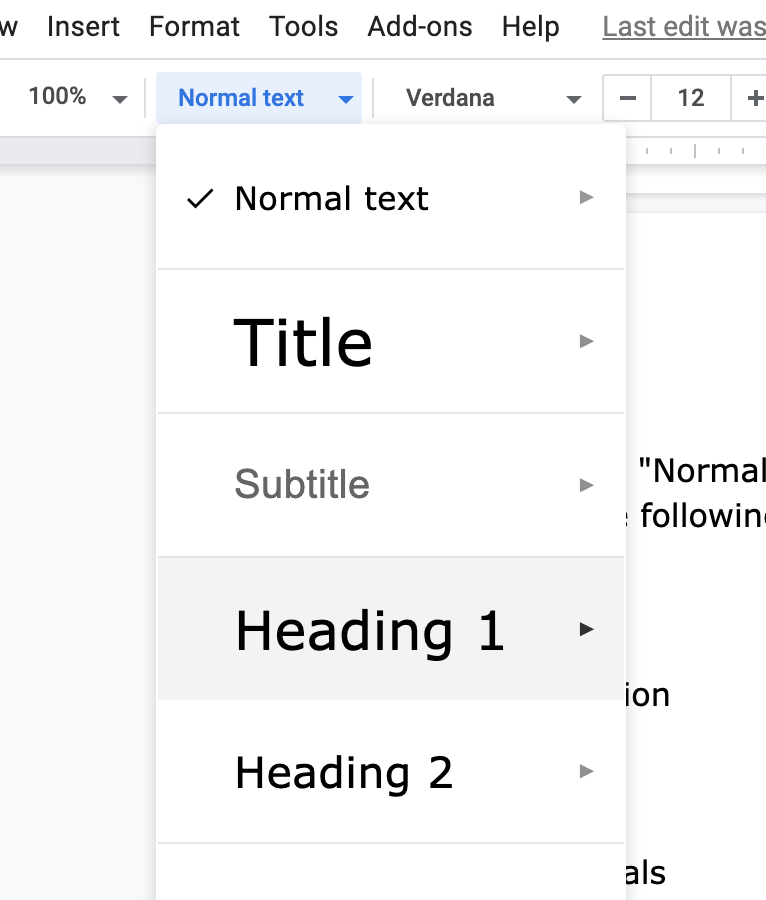 w Insert Format Tools Add-ons Help Last edit was
100% Normal text Verdana − 12 +
Normal text
Title
Subtitle
"Normal
followin
Heading 1
ion
Heading 2
als